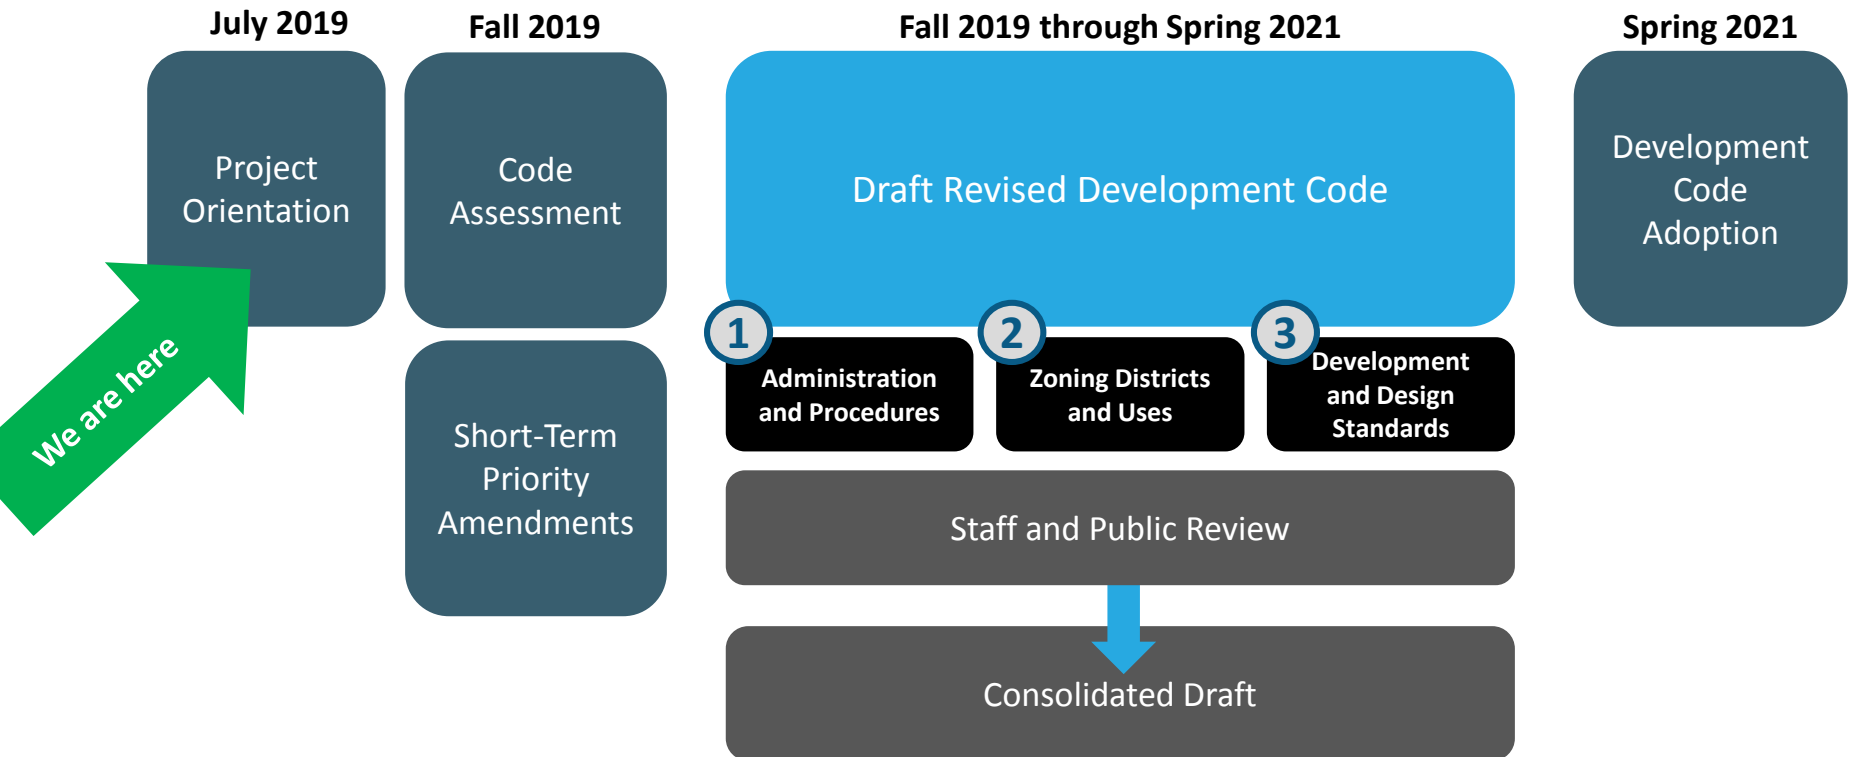 July 2019
Fall 2019
Fall 2019 through Spring 2021
Spring 2021
Project
Orientation
Code
Assessment
Draft Revised Development Code
Development
Code
Adoption
We are here
1
2
3
Administration
and Procedures
Zoning Districts
and Uses
Development
and Design
Standards
Short-Term
Priority
Amendments
Staff and Public Review
Consolidated Draft